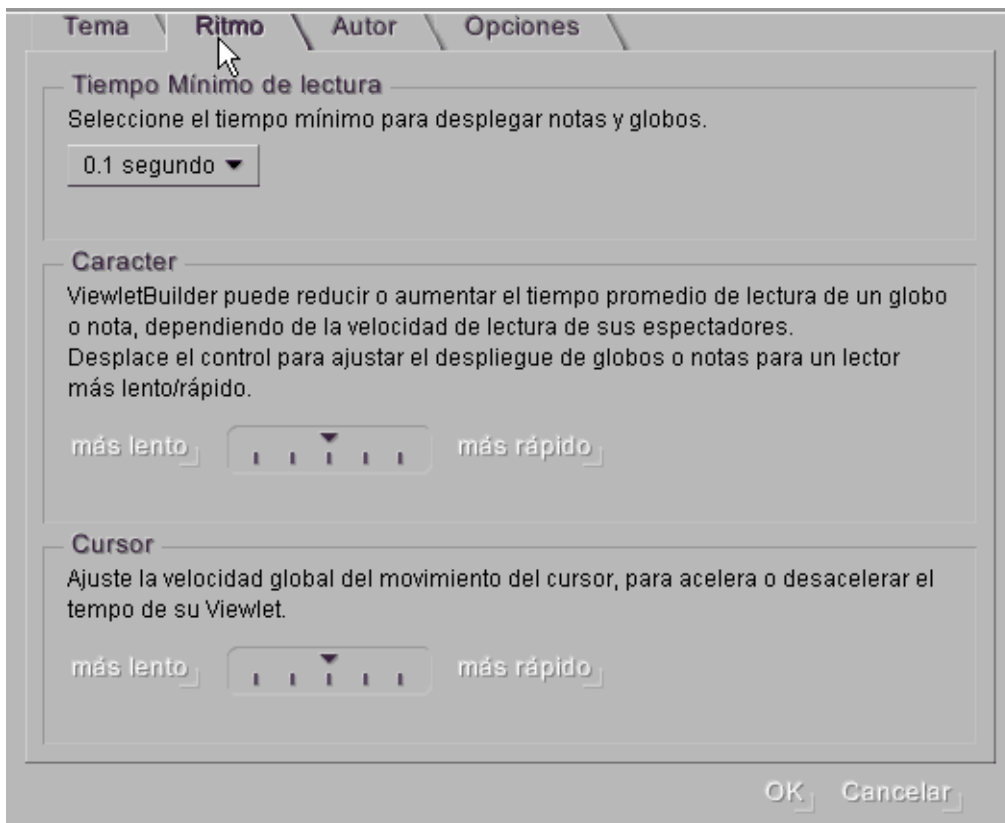 Tema Ritmo Autor Opciones
Tiempo Mínimo de lectura
Seleccione el tiempo mínimo para desplegar notas y globos.
0.1 segundo
Caracter
ViewletBuilder puede reducir o aumentar el tiempo promedio de lectura de un globo
o nota, dependiendo de la velocidad de lectura de sus espectadores.
Desplace el control para ajustar el despliegue de globos o notas para un lector
más lento/rápido.
más lento más rápido
Cursor
Ajuste la velocidad global del movimiento del cursor, para acelera o desacelerar el
tempo de su Viewlet.
más lento más rápido
OK Cancelar